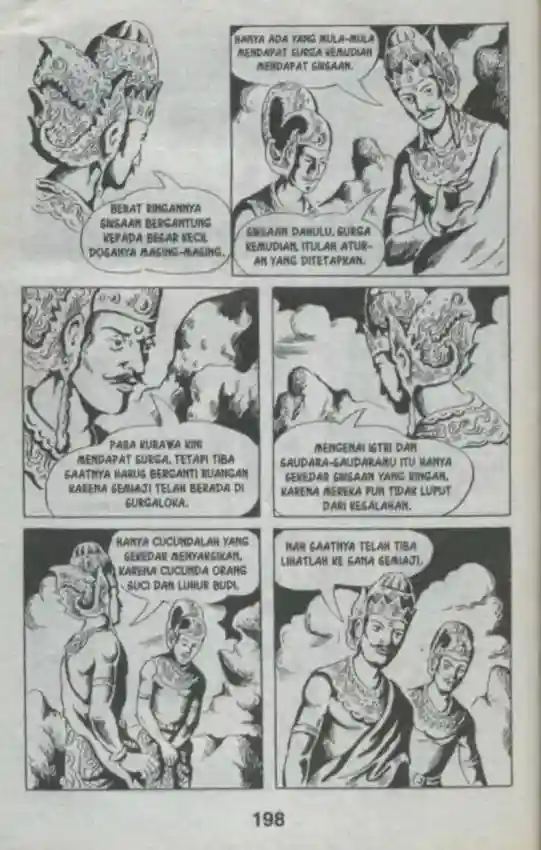 BERAT RINGANNYA
SIKSAAN BERGANTUNG
KEPADA BESAR KECIL
DOSANYA MASING-MASING.
HANYA ADA YANG MULA-MULA
MENDAPAT SURGA KEMUDIAN
MENDAPAT SIKSAAN.
SIKSAAN DAHULU, SURGA
KEMUDIAN, ITULAH ATUR-
AN YANG DITETAPKAN.
PARA KURAWA KINI
MENDAPAT SURGA, TETAPI TIBA
SAATNYA HARUS BERGANTI RUANGAN
KARENA SEMIAJI TELAH BERADA DI
SURGALOKA.
MENGENAI ISTRI DAN
SAUDARA-SAUDARAMU ITU HANYA
SEKEDAR SIKSAAN YANG RINGAN,
KARENA MEREKA PUN TIDAK LUPUT
DARI KESALAHAN.
HANYA CUCUNDALAH YANG
SEKEDAR MENYAKSIKAN,
KARENA CUCUNDA ORANG
SUCI DAN LUHUR BUDI.
NAH SAATNYA TELAH TIBA
LIHATLAH KE SANA SEMIAJI.
198